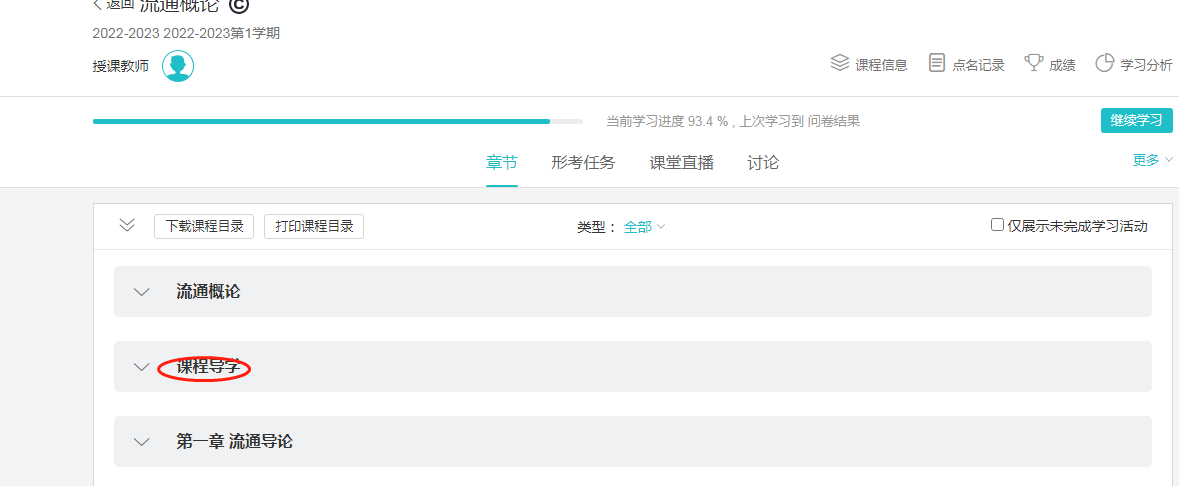 返回 流通概论 ©
2022-2023 2022-2023第1学期
授课教师
课程信息 点名记录 成绩 学习分析
当前学习进度 93.4 % , 上次学习到 问卷结果
继续学习
章节 形考任务 课堂直播 讨论
更多
下载课程目录 打印课程目录 类型： 全部 仅展示未完成学习活动
流通概论
课程导学
第一章 流通导论